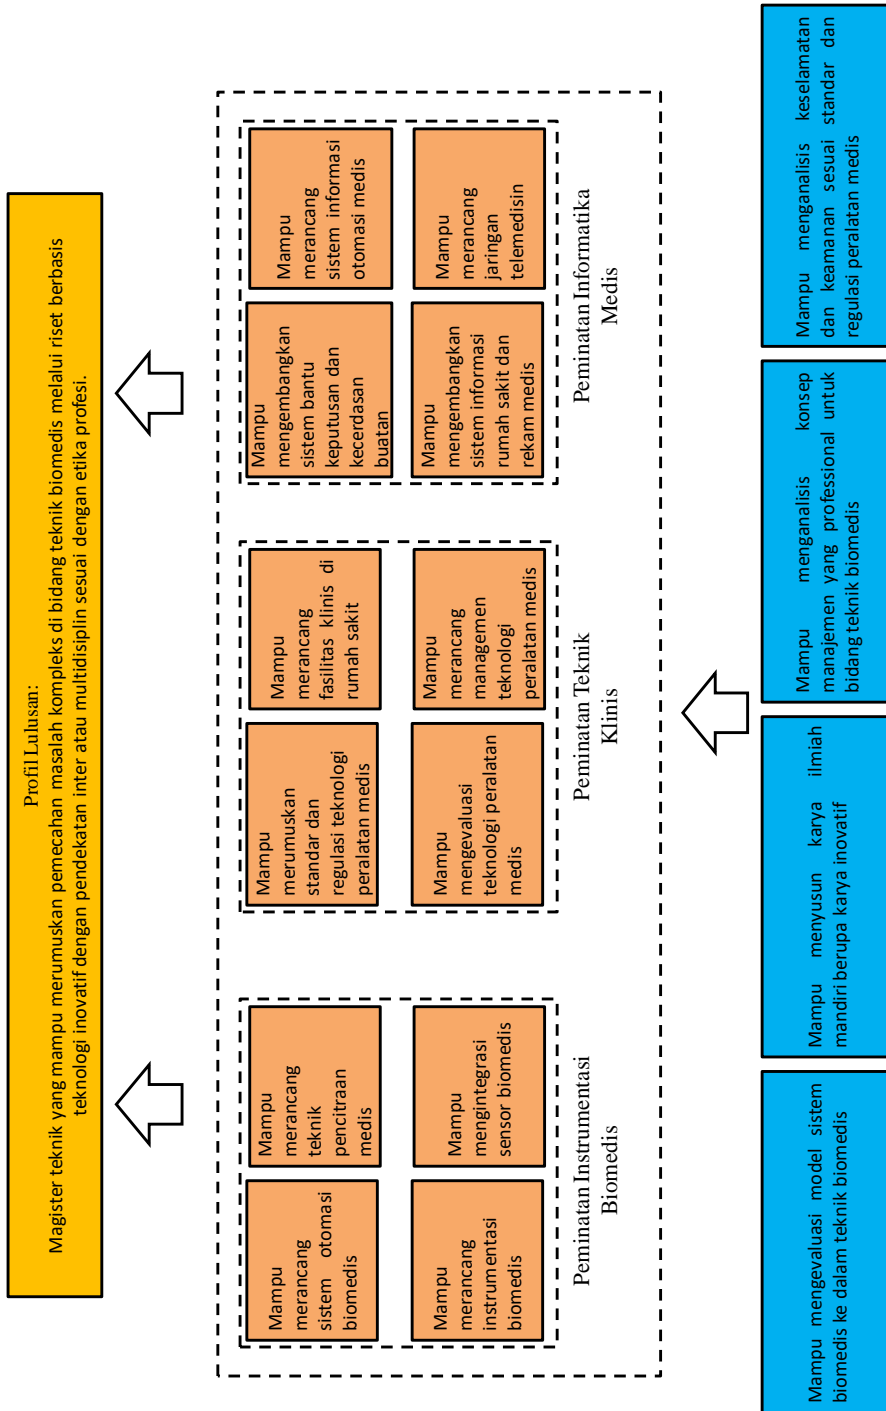 Profil Lulusan:
Magister teknik yang mampu merumuskan pemecahan masalah kompleks di bidang teknik biomedis melalui riset berbasis
teknologi inovatif dengan pendekatan inter atau multidisiplin sesuai dengan etika profesi.
Mampu
merancang
sistem otomasi
biomedis
Mampu
merancang
teknik
pencitraan
medis
Mampu
merancang
instrumentasi
biomedis
Mampu
mengintegrasi
sensor biomedis
Peminatan Instrumentasi
Biomedis
Mampu
merumuskan
standar dan
regulasi teknologi
peralatan medis
Mampu
merancang
fasilitas klinis di
rumah sakit
Mampu
mengevaluasi
teknologi peralatan
medis
Mampu
merancang
managemen
teknologi
peralatan medis
Peminatan Teknik
Klinis
Mampu
mengembangkan
sistem bantu
keputusan dan
kecerdasan
buatan
Mampu
merancang
sistem informasi
otomasi medis
Mampu
mengembangkan
sistem informasi
rumah sakit dan
rekam medis
Mampu
merancang
jaringan
telemedisin
Peminatan Informatika
Medis
Mampu mengevaluasi model sistem
biomedis ke dalam teknik biomedis
Mampu menyusun karya ilmiah
mandiri berupa karya inovatif
Mampu menganalisis konsep
manajemen yang professional untuk
bidang teknik biomedis
Mampu menganalisis keselamatan
dan keamanan sesuai standar dan
regulasi peralatan medis